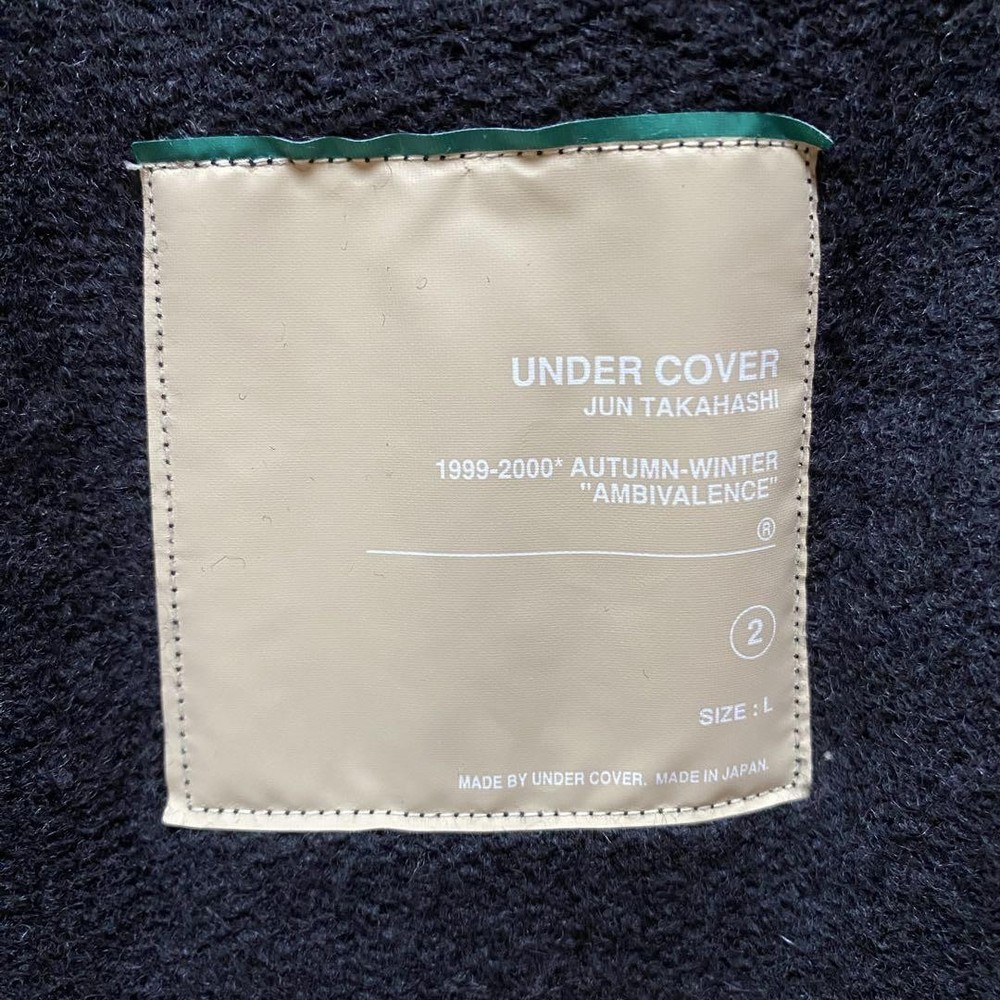 UNDER COVER
JUN TAKAHASHI
1999-2000* AUTUMN-WINTER
"AMBIVALENCE"
®
2
SIZE : L
MADE BY UNDER COVER. MADE IN JAPAN.